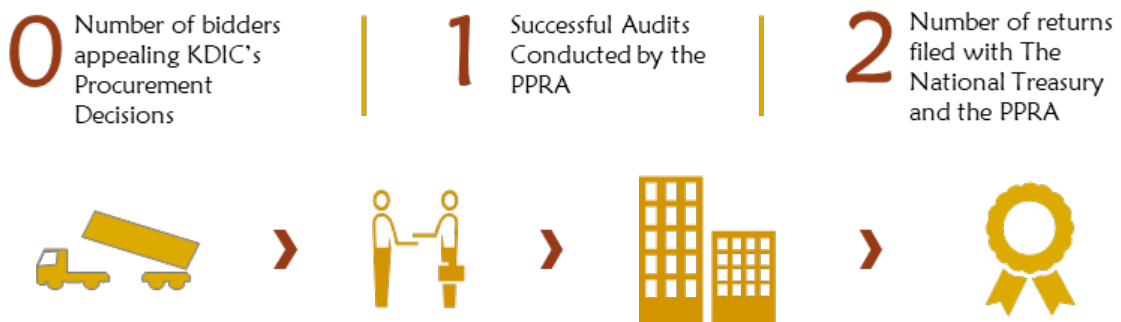 0
Number of bidders
appealing KDIC's
Procurement
Decisions
1
Successful Audits
Conducted by the
PPRA
2
Number of returns
filed with The
National Treasury
and the PPRA